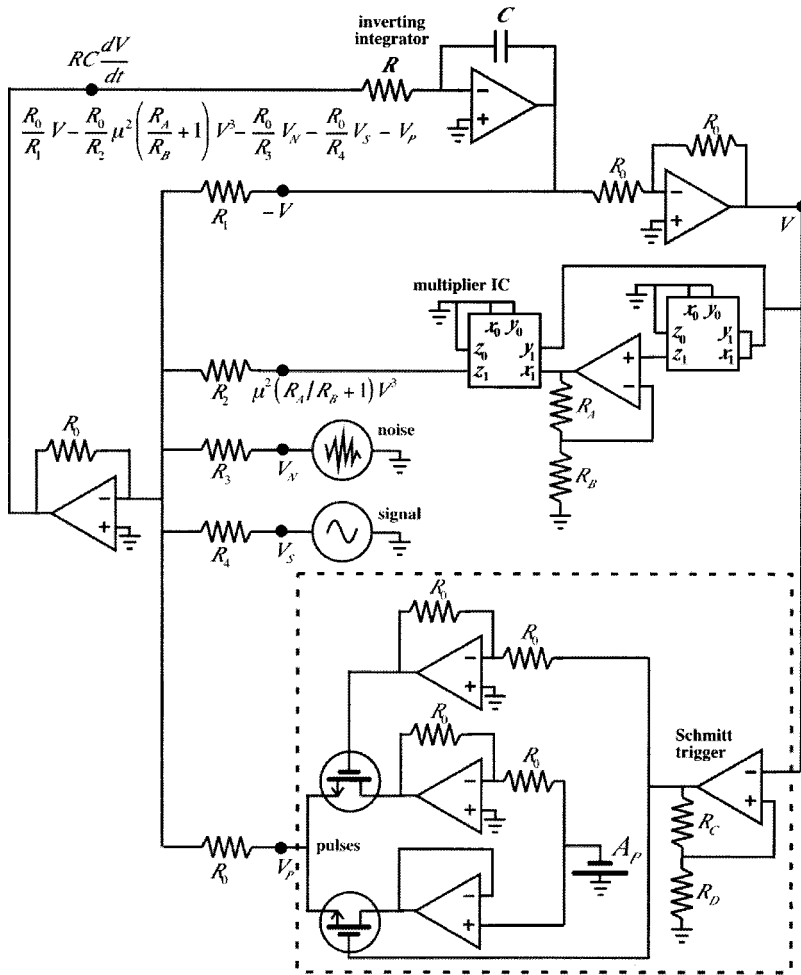 inverting
integrator
C
R
RC dV/dt
R₀/R₁ V − R₀/R₂ μ² (R_A/R_B + 1) V³ − R₀/R₃ V_N − R₀/R₄ V_S − V_P
−
+
R₁
−V
R₀
R₀
−
+
V
multiplier IC
x₀ y₀
z₀ y₁
z₁ x₁
x₀ y₀
z₀ y₁
z₁ x₁
+
−
R_A
R_B
R₂
μ² (R_A / R_B + 1) V³
noise
R₃
V_N
signal
R₄
V_S
R₀
−
+
R₀
R₀
−
+
R₀
R₀
−
+
Schmitt
trigger
−
+
R_C
R_D
R₀
V_P
pulses
A_P
−
+